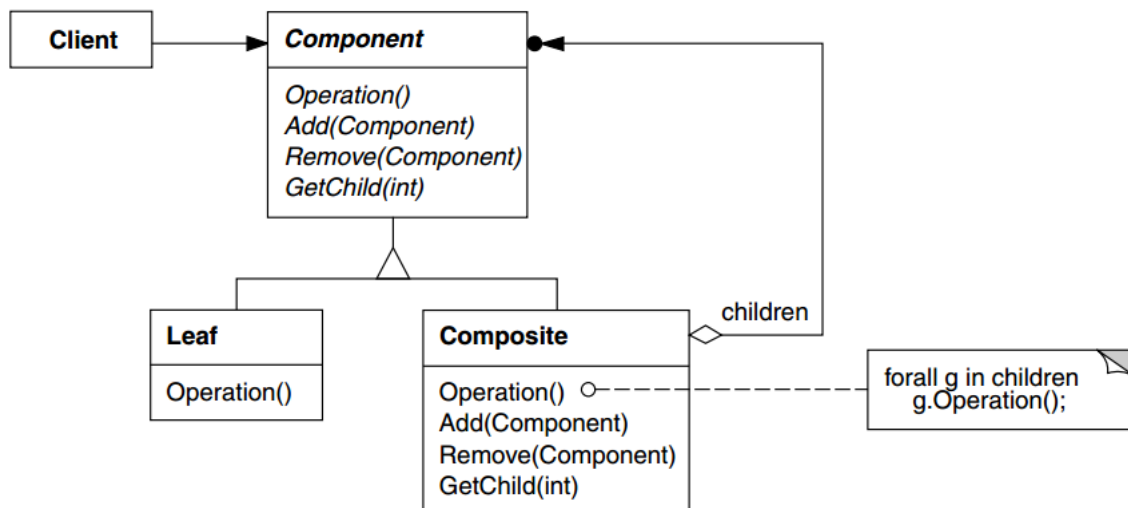 Client
Component
Operation()
Add(Component)
Remove(Component)
GetChild(int)
Leaf
Operation()
Composite
Operation()
Add(Component)
Remove(Component)
GetChild(int)
children
forall g in children
g.Operation();